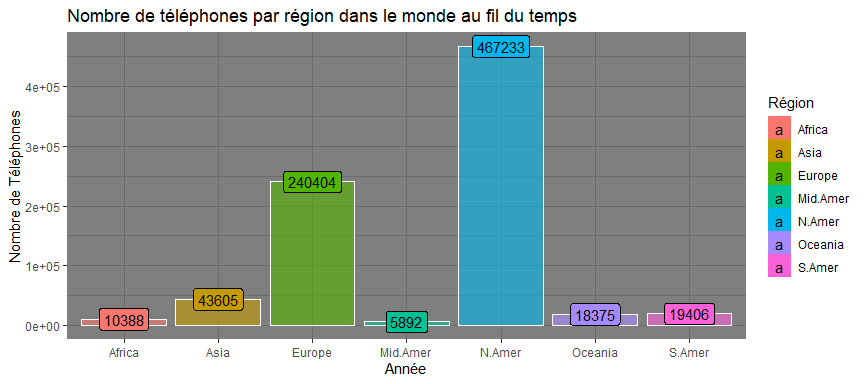 Nombre de téléphones par région dans le monde au fil du temps
Nombre de Téléphones
4e+05
3e+05
2e+05
1e+05
0e+00
10388
43605
240404
5892
467233
18375
19406
Africa
Asia
Europe
Mid.Amer
N.Amer
Oceania
S.Amer
Année
Région
a Africa
a Asia
a Europe
a Mid.Amer
a N.Amer
a Oceania
a S.Amer